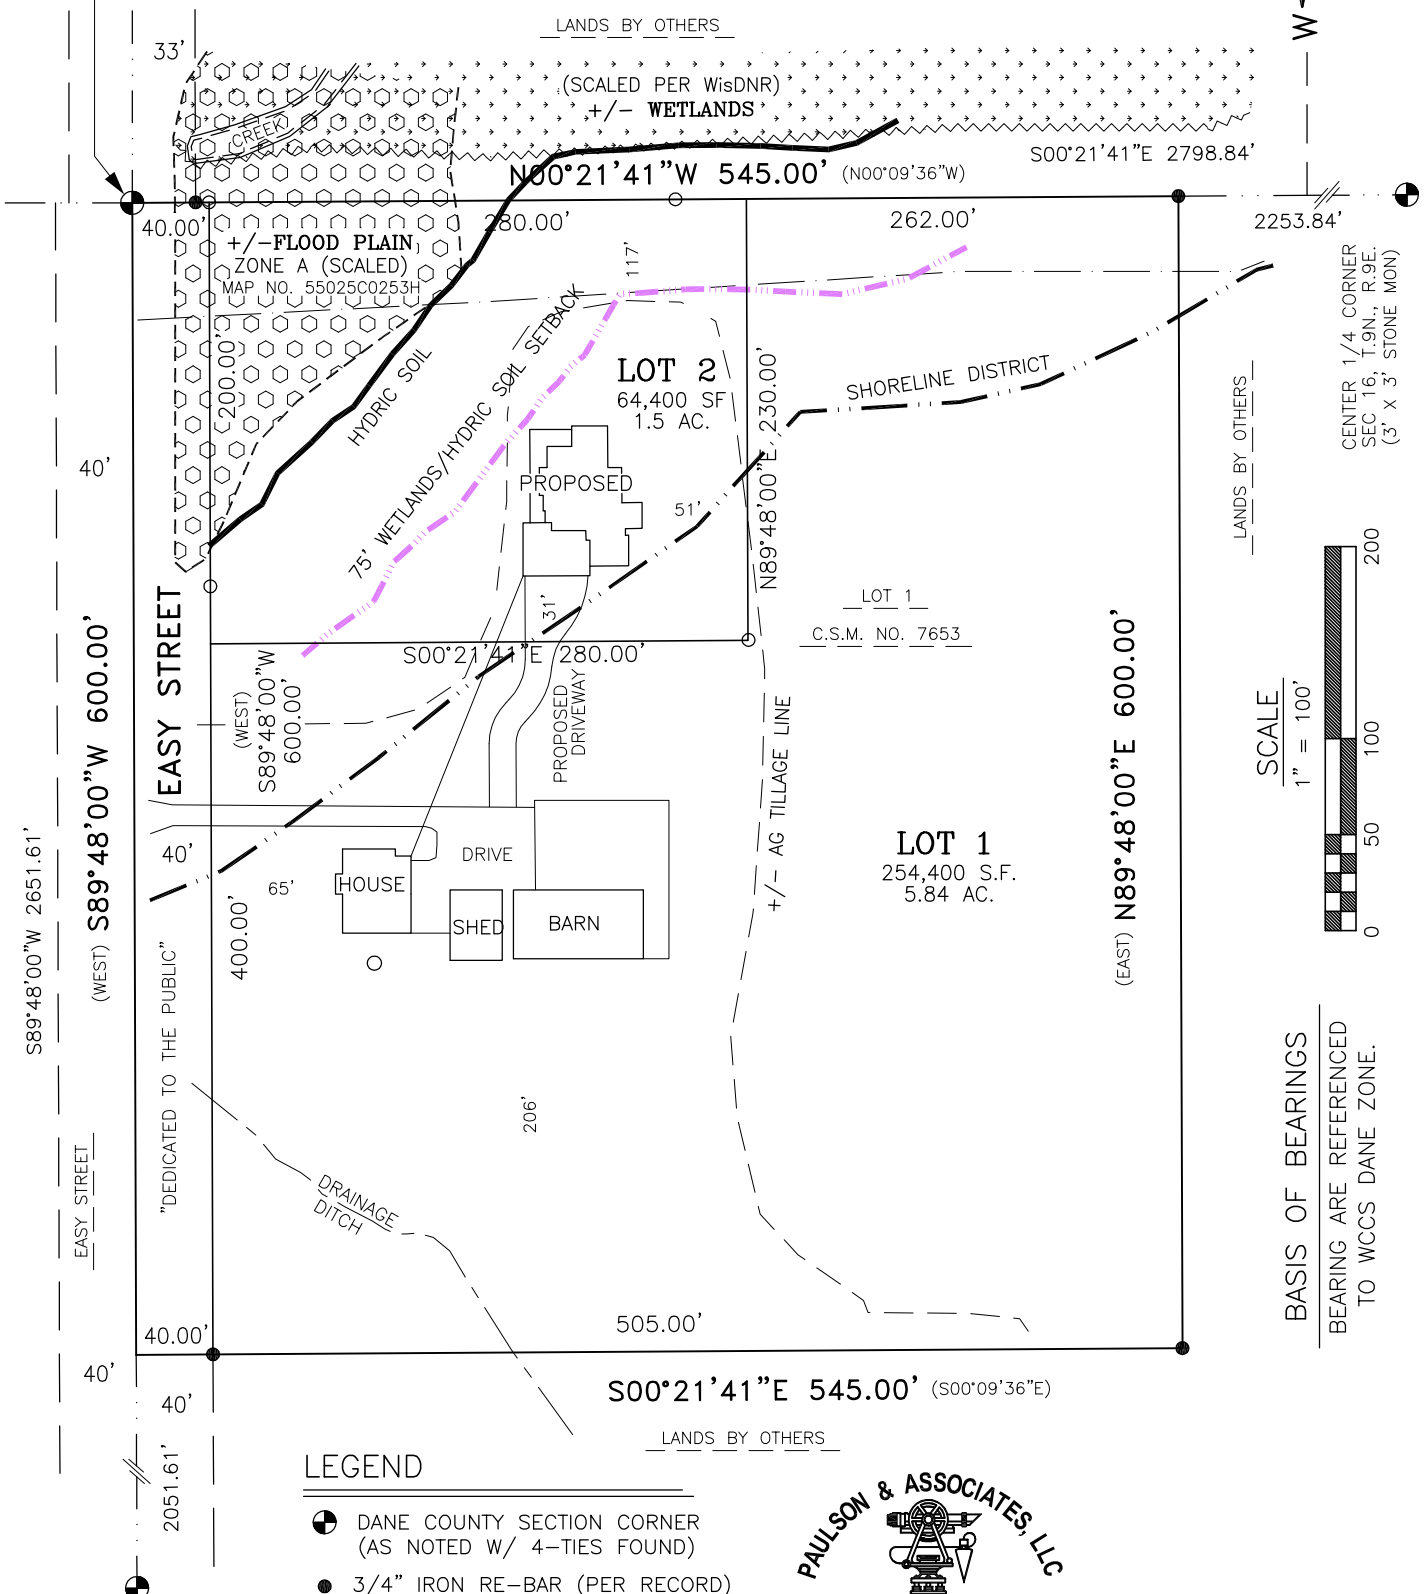 LANDS BY OTHERS
W
33'
(SCALED PER WisDNR)
+/- WETLANDS
CREEK
S00°21'41"E 2798.84'
N00°21'41"W 545.00' (N00°09'36"W)
40.00'
280.00'
262.00'
2253.84'
+/-FLOOD PLAIN
ZONE A (SCALED)
MAP NO. 55025C0253H
117'
CENTER 1/4 CORNER
SEC 16, T.9N., R.9E.
(3' X 3' STONE MON)
200.00'
HYDRIC SOIL
75' WETLANDS/HYDRIC SOIL SETBACK
LOT 2
64,400 SF
1.5 AC.
N89°48'00"E 230.00'
SHORELINE DISTRICT
LANDS BY OTHERS
40'
PROPOSED
51'
31'
LOT 1
C.S.M. NO. 7653
S00°21'41"E 280.00'
EASY STREET
(WEST)
S89°48'00"W
600.00'
PROPOSED
DRIVEWAY
+/- AG TILLAGE LINE
(WEST) S89°48'00"W 600.00'
S89°48'00"W 2651.61'
(EAST) N89°48'00"E 600.00'
SCALE
1" = 100'
200
100
50
0
40'
65'
HOUSE
DRIVE
SHED
BARN
LOT 1
254,400 S.F.
5.84 AC.
400.00'
"DEDICATED TO THE PUBLIC"
206'
EASY STREET
DRAINAGE
DITCH
BASIS OF BEARINGS
BEARING ARE REFERENCED
TO WCCS DANE ZONE.
40.00'
505.00'
40'
40'
S00°21'41"E 545.00' (S00°09'36"E)
LANDS BY OTHERS
2051.61'
LEGEND
DANE COUNTY SECTION CORNER
(AS NOTED W/ 4-TIES FOUND)
3/4" IRON RE-BAR (PER RECORD)
PAULSON & ASSOCIATES, LLC